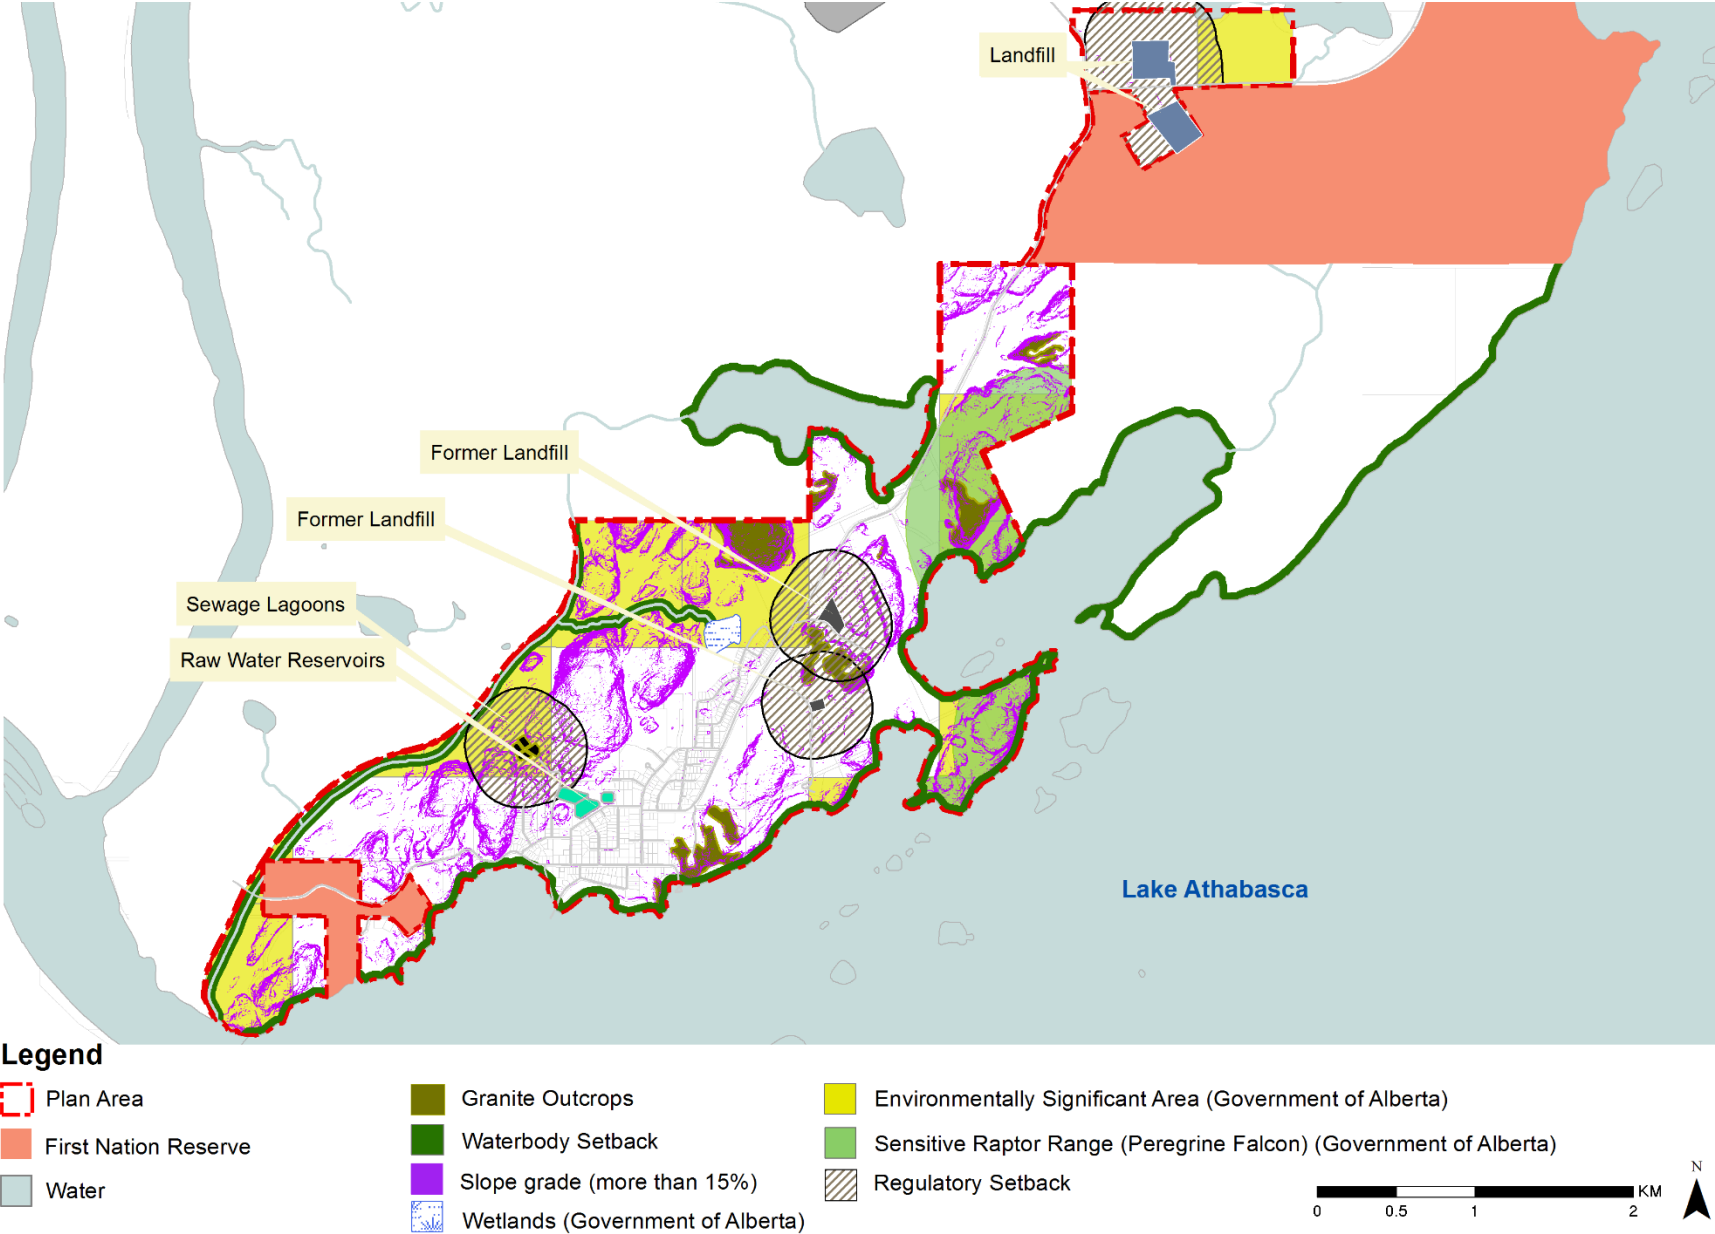 Landfill
Former Landfill
Former Landfill
Sewage Lagoons
Raw Water Reservoirs
Lake Athabasca
Legend
Plan Area
First Nation Reserve
Water
Granite Outcrops
Waterbody Setback
Slope grade (more than 15%)
Wetlands (Government of Alberta)
Environmentally Significant Area (Government of Alberta)
Sensitive Raptor Range (Peregrine Falcon) (Government of Alberta)
Regulatory Setback
N
KM
0 0.5 1 2